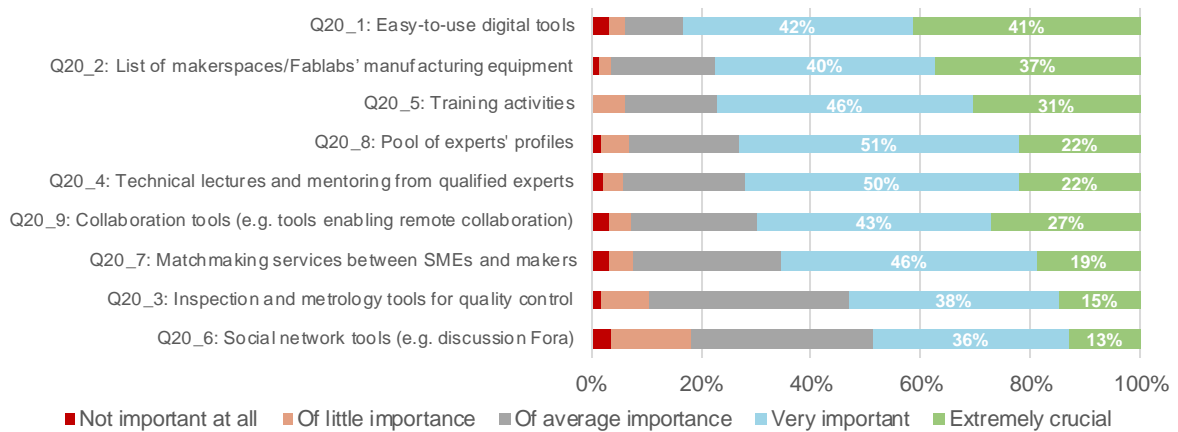 Q20_1: Easy-to-use digital tools 42% 41%
Q20_2: List of makerspaces/Fablabs' manufacturing equipment 40% 37%
Q20_5: Training activities 46% 31%
Q20_8: Pool of experts' profiles 51% 22%
Q20_4: Technical lectures and mentoring from qualified experts 50% 22%
Q20_9: Collaboration tools (e.g. tools enabling remote collaboration) 43% 27%
Q20_7: Matchmaking services between SMEs and makers 46% 19%
Q20_3: Inspection and metrology tools for quality control 38% 15%
Q20_6: Social network tools (e.g. discussion Fora) 36% 13%
0% 20% 40% 60% 80% 100%
Not important at all Of little importance Of average importance Very important Extremely crucial